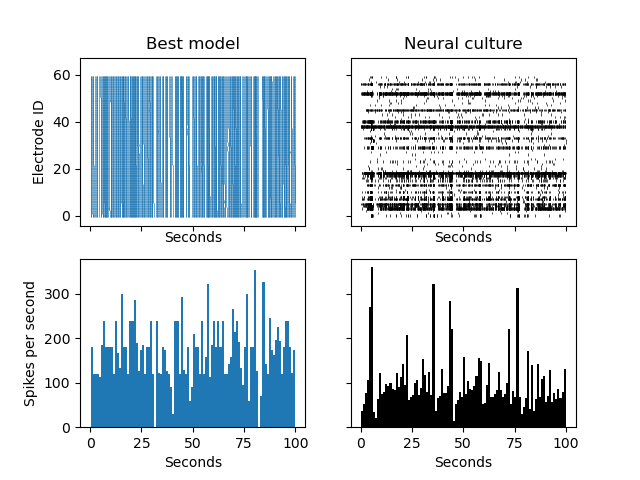 Best model
Neural culture
Electrode ID
60
40
20
0
Seconds
Seconds
Spikes per second
300
200
100
0
0 25 50 75 100
0 25 50 75 100
Seconds
Seconds